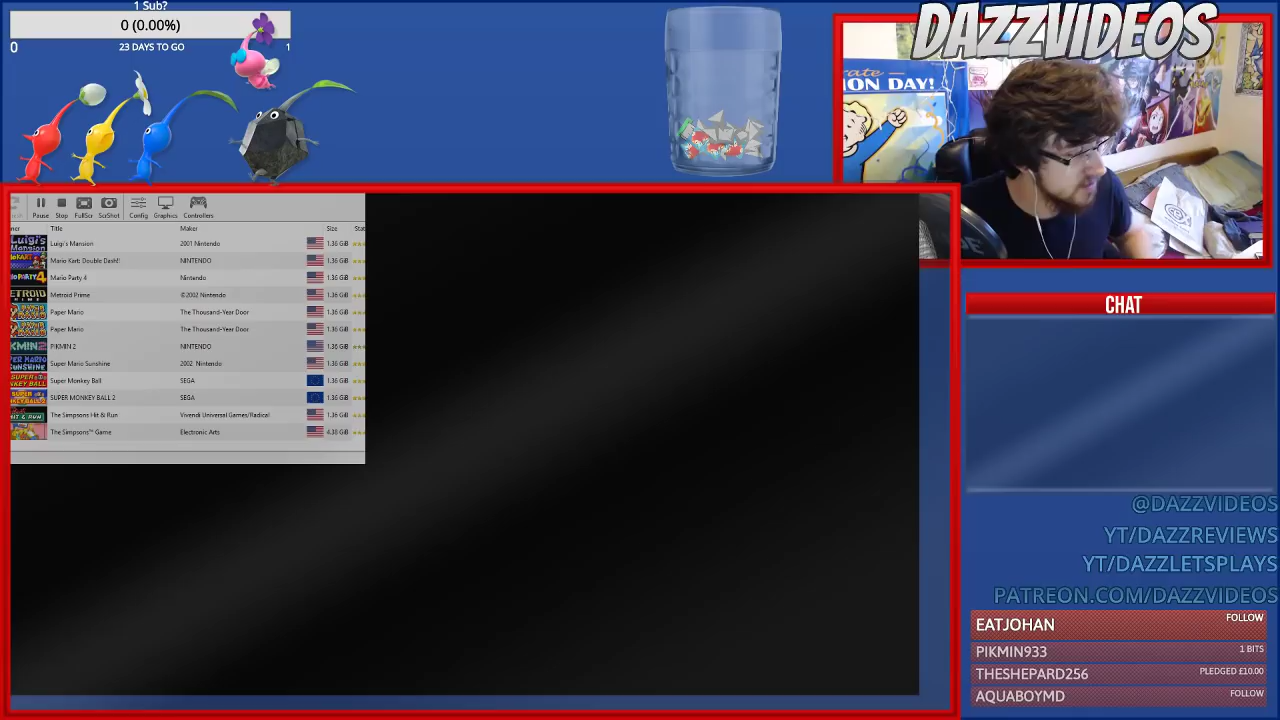 1 Sub?
0 (0.00%)
0 23 DAYS TO GO 1
DAZZVIDEOS
ION DAY!
Pause Stop FullScr ScrShot Config Graphics Controllers
Title Maker Size Stat
Luigi's Mansion 2001 Nintendo 1.36 GiB
Mario Kart: Double Dash!! NINTENDO 1.36 GiB
Mario Party 4 Nintendo 1.36 GiB
Metroid Prime ©2002 Nintendo 1.36 GiB
Paper Mario The Thousand-Year Door 1.36 GiB
Paper Mario The Thousand-Year Door 1.36 GiB
PIKMIN 2 NINTENDO 1.36 GiB
Super Mario Sunshine 2002 Nintendo 1.36 GiB
Super Monkey Ball SEGA 1.36 GiB
SUPER MONKEY BALL 2 SEGA 1.36 GiB
The Simpsons Hit & Run Vivendi Universal Games/Radical 1.36 GiB
The Simpsons™ Game Electronic Arts 4.38 GiB
CHAT
@DAZZVIDEOS
YT/DAZZREVIEWS
YT/DAZZLETSPLAYS
PATREON.COM/DAZZVIDEOS
EATJOHAN FOLLOW
PIKMIN933 1 BITS
THESHEPARD256 PLEDGED £10.00
AQUABOYMD FOLLOW